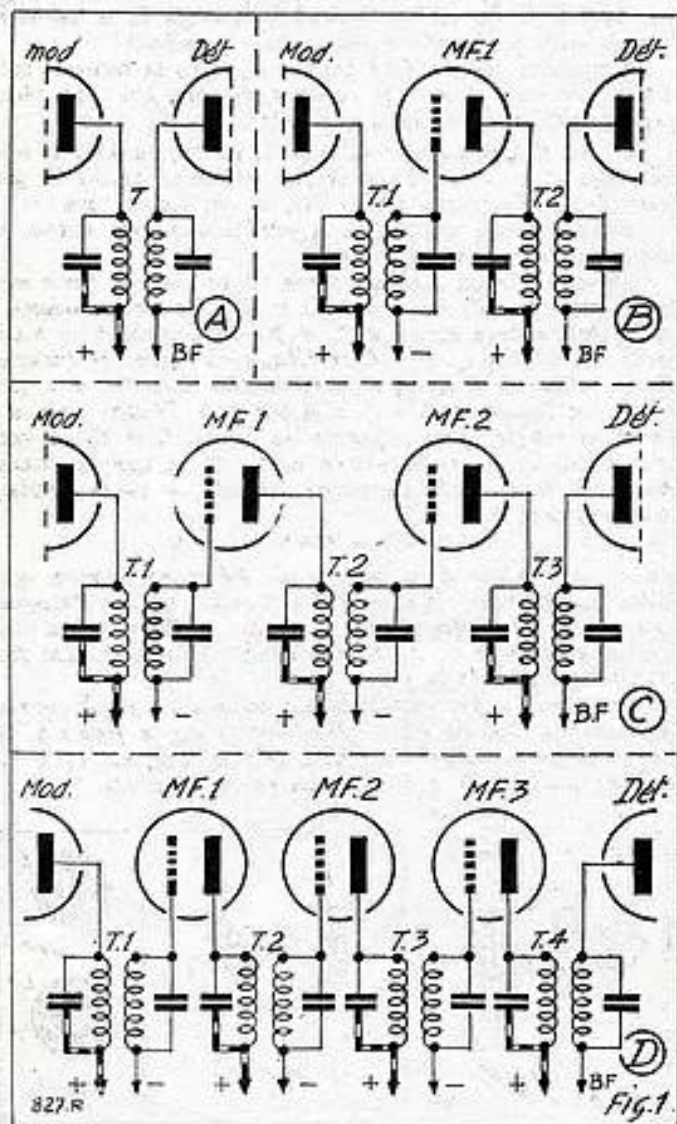 mod Dét
T
+ BF
A
Mod. MF.1 Dét.
T.1 T.2
+ - + BF
B
Mod. MF.1 MF.2 Dét.
T.1 T.2 T.3
+ - + - + B.F
C
Mod. MF.1 MF.2 MF.3 Dét.
T.1 T.2 T.3 T.4
+ - + - + - + BF
D
827.R Fig.1